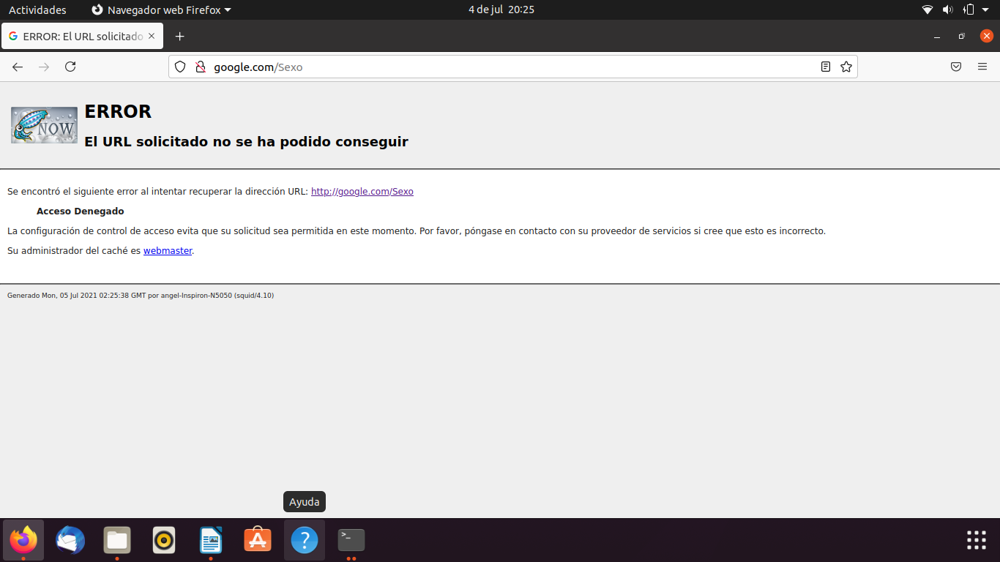 Actividades
Navegador web Firefox
4 de jul 20:25
ERROR: El URL solicitado
google.com/Sexo
NOW
ERROR
El URL solicitado no se ha podido conseguir
Se encontró el siguiente error al intentar recuperar la dirección URL: http://google.com/Sexo
Acceso Denegado
La configuración de control de acceso evita que su solicitud sea permitida en este momento. Por favor, póngase en contacto con su proveedor de servicios si cree que esto es incorrecto.
Su administrador del caché es webmaster.
Generado Mon, 05 Jul 2021 02:25:38 GMT por angel-Inspiron-N5050 (squid/4.10)
Ayuda